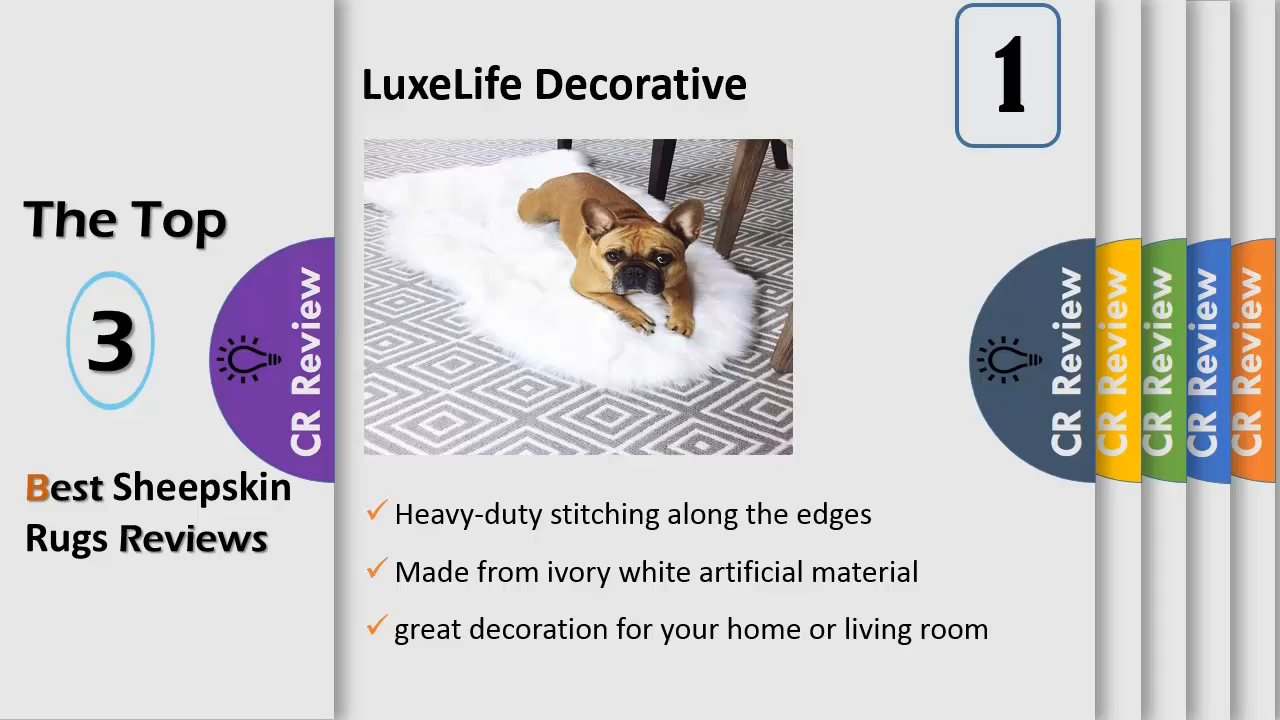 The Top
3
Best Sheepskin
Rugs Reviews
CR Review
LuxeLife Decorative
1
Heavy-duty stitching along the edges
Made from ivory white artificial material
great decoration for your home or living room
CR Review
CR Review
CR Review
CR Review
CR Review